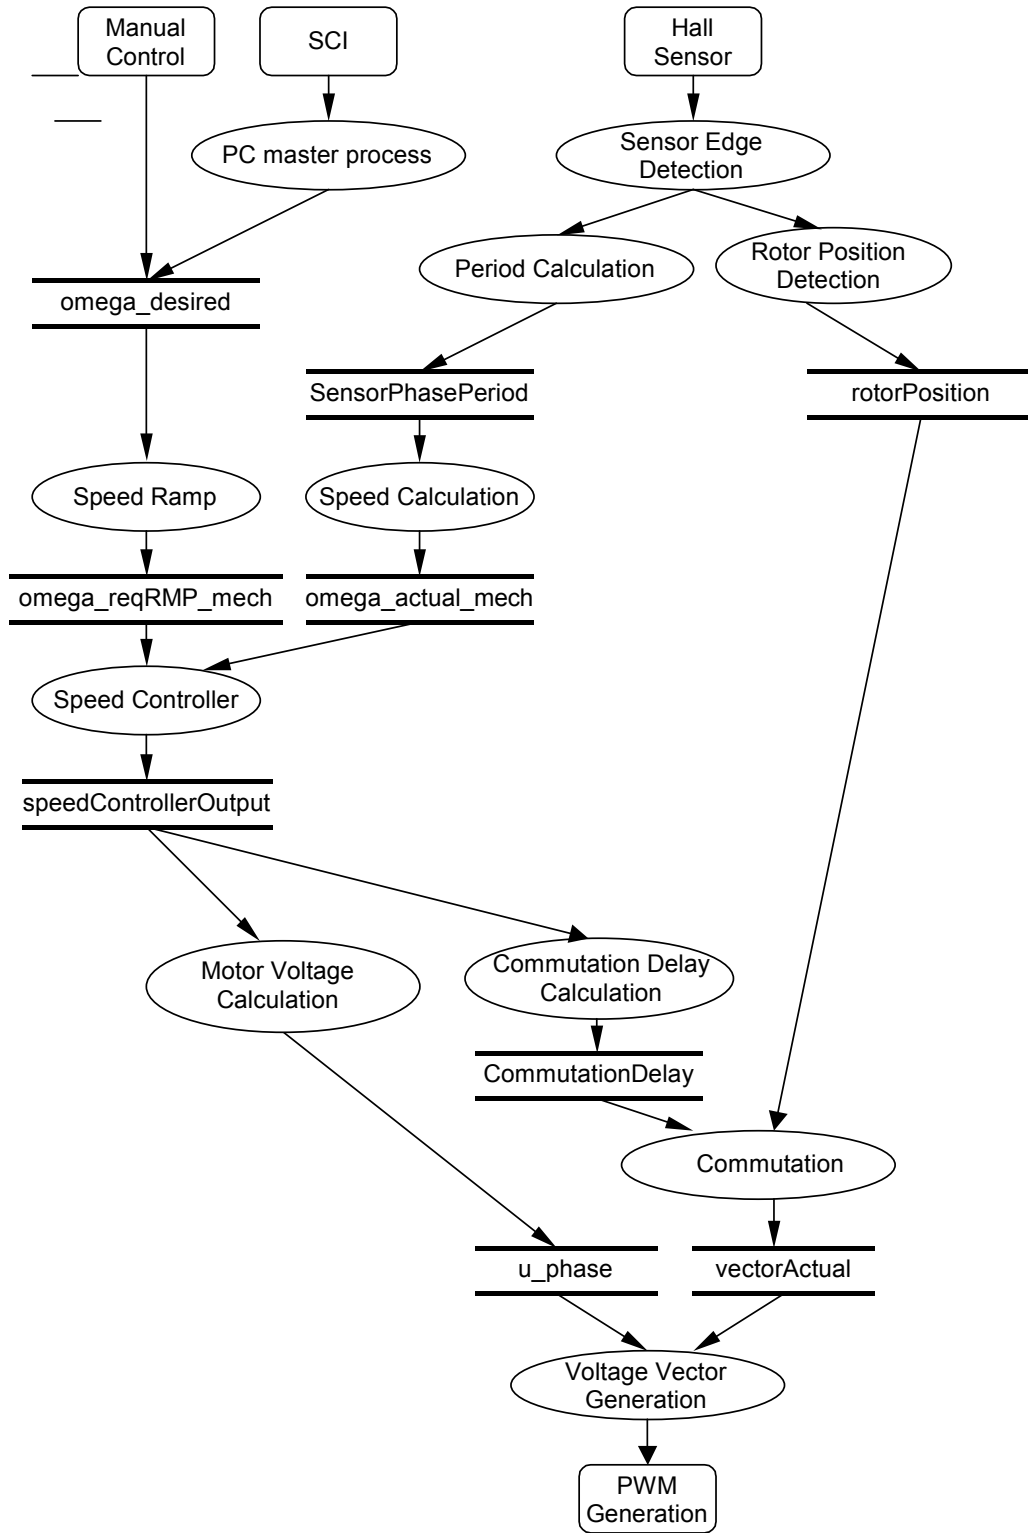 Manual
Control
SCI
Hall
Sensor
PC master process
Sensor Edge
Detection
Period Calculation
Rotor Position
Detection
omega_desired
SensorPhasePeriod
rotorPosition
Speed Ramp
Speed Calculation
omega_reqRMP_mech
omega_actual_mech
Speed Controller
speedControllerOutput
Motor Voltage
Calculation
Commutation Delay
Calculation
CommutationDelay
Commutation
u_phase
vectorActual
Voltage Vector
Generation
PWM
Generation